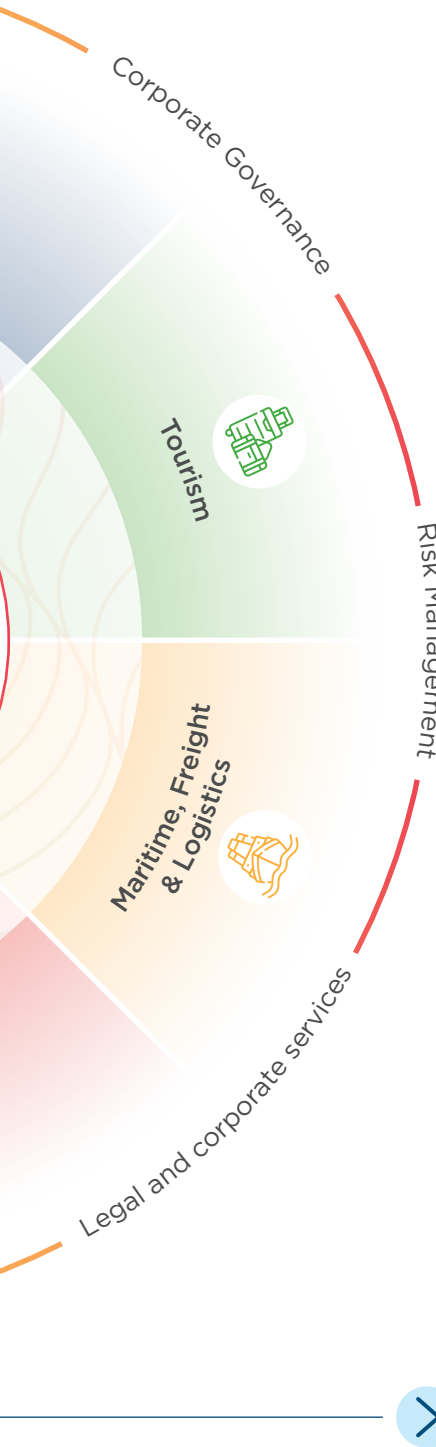 Corporate Governance
Tourism
Risk Management
Maritime, Freight
& Logistics
Legal and corporate services